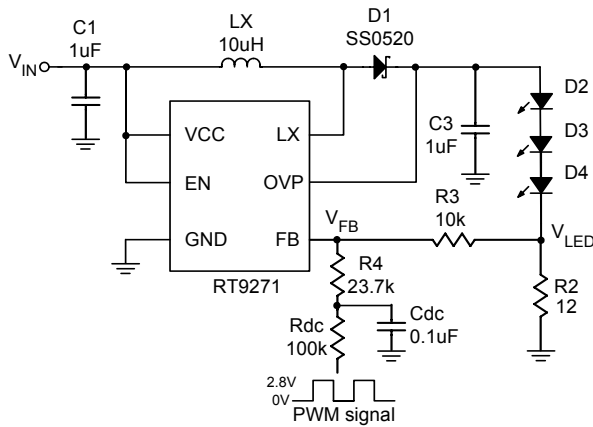 C1
1uF
LX
10uH
D1
SS0520
VIN
VCC
LX
EN
OVP
GND
FB
RT9271
C3
1uF
D2
D3
D4
VFB
R3
10k
VLED
R4
23.7k
R2
12
Rdc
100k
Cdc
0.1uF
2.8V
0V
PWM signal